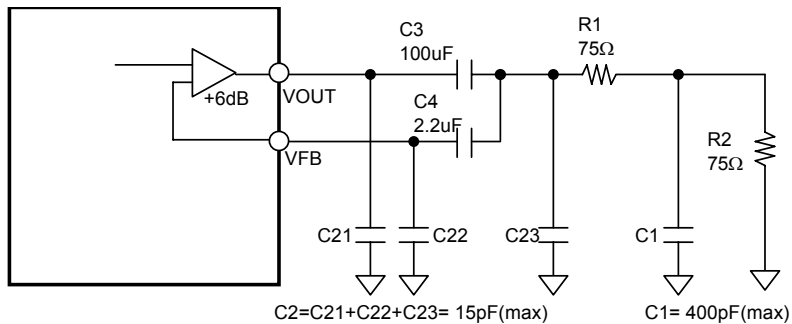 C3
100uF
R1
75Ω
+6dB
VOUT
C4
2.2uF
VFB
R2
75Ω
C21
C22
C23
C1
C2=C21+C22+C23= 15pF(max)
C1= 400pF(max)